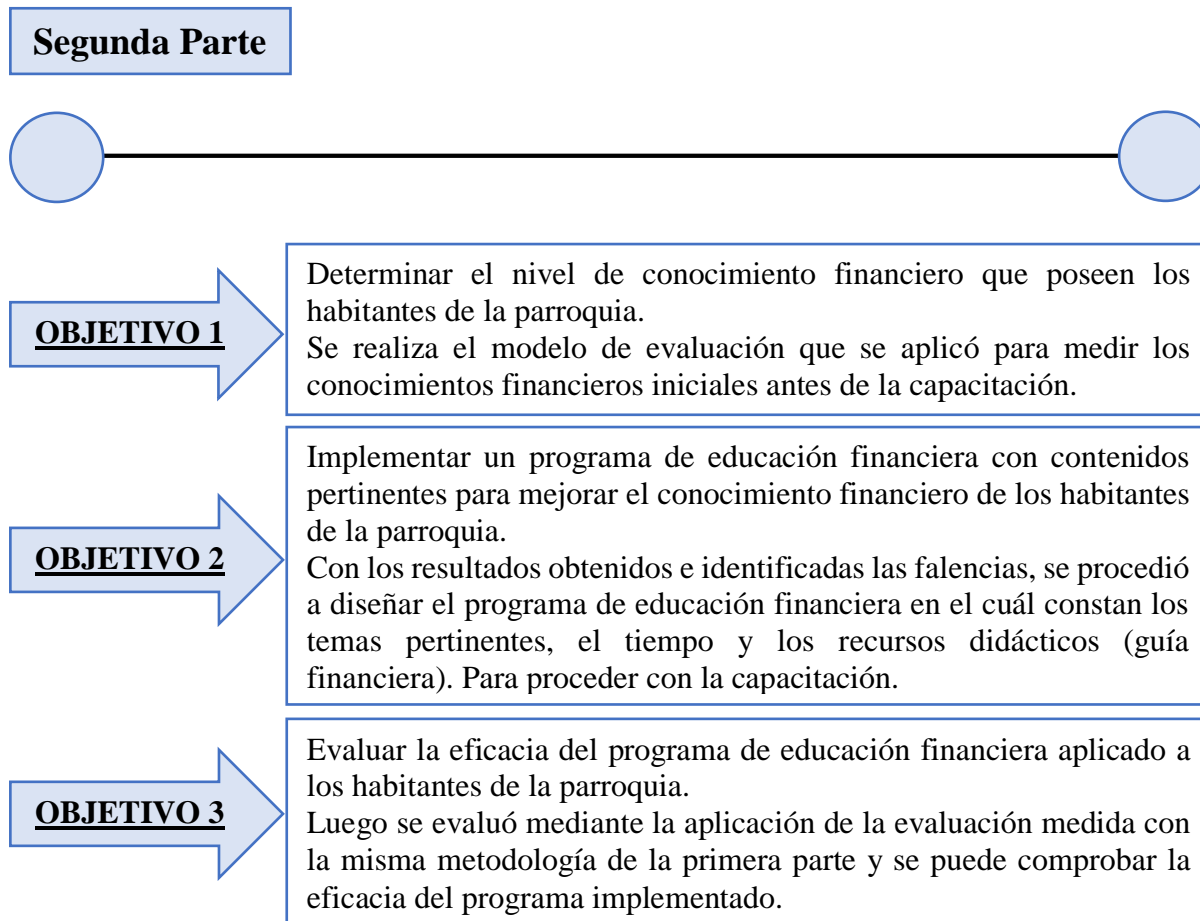 Segunda Parte
OBJETIVO 1
Determinar el nivel de conocimiento financiero que poseen los
habitantes de la parroquia.
Se realiza el modelo de evaluación que se aplicó para medir los
conocimientos financieros iniciales antes de la capacitación.
OBJETIVO 2
Implementar un programa de educación financiera con contenidos
pertinentes para mejorar el conocimiento financiero de los habitantes
de la parroquia.
Con los resultados obtenidos e identificadas las falencias, se procedió
a diseñar el programa de educación financiera en el cuál constan los
temas pertinentes, el tiempo y los recursos didácticos (guía
financiera). Para proceder con la capacitación.
OBJETIVO 3
Evaluar la eficacia del programa de educación financiera aplicado a
los habitantes de la parroquia.
Luego se evaluó mediante la aplicación de la evaluación medida con
la misma metodología de la primera parte y se puede comprobar la
eficacia del programa implementado.